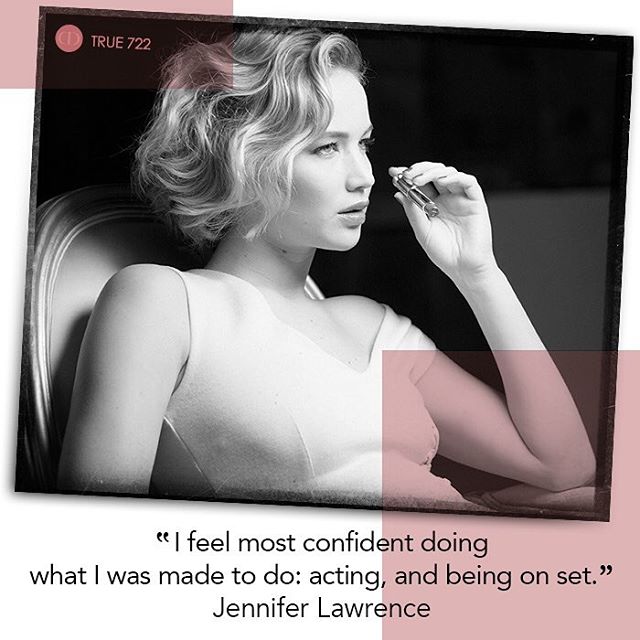 TRUE 722
“I feel most confident doing
what I was made to do: acting, and being on set.”
Jennifer Lawrence